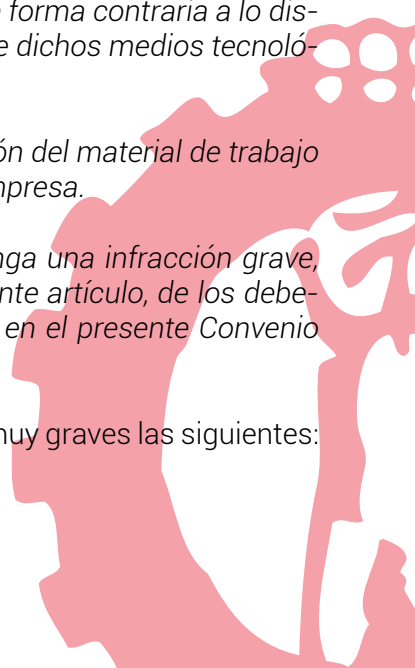 forma contraria a lo dis-
e dichos medios tecnoló-
ón del material de trabajo
mpresa.
nga una infracción grave,
nte artículo, de los debe-
en el presente Convenio
muy graves las siguientes: